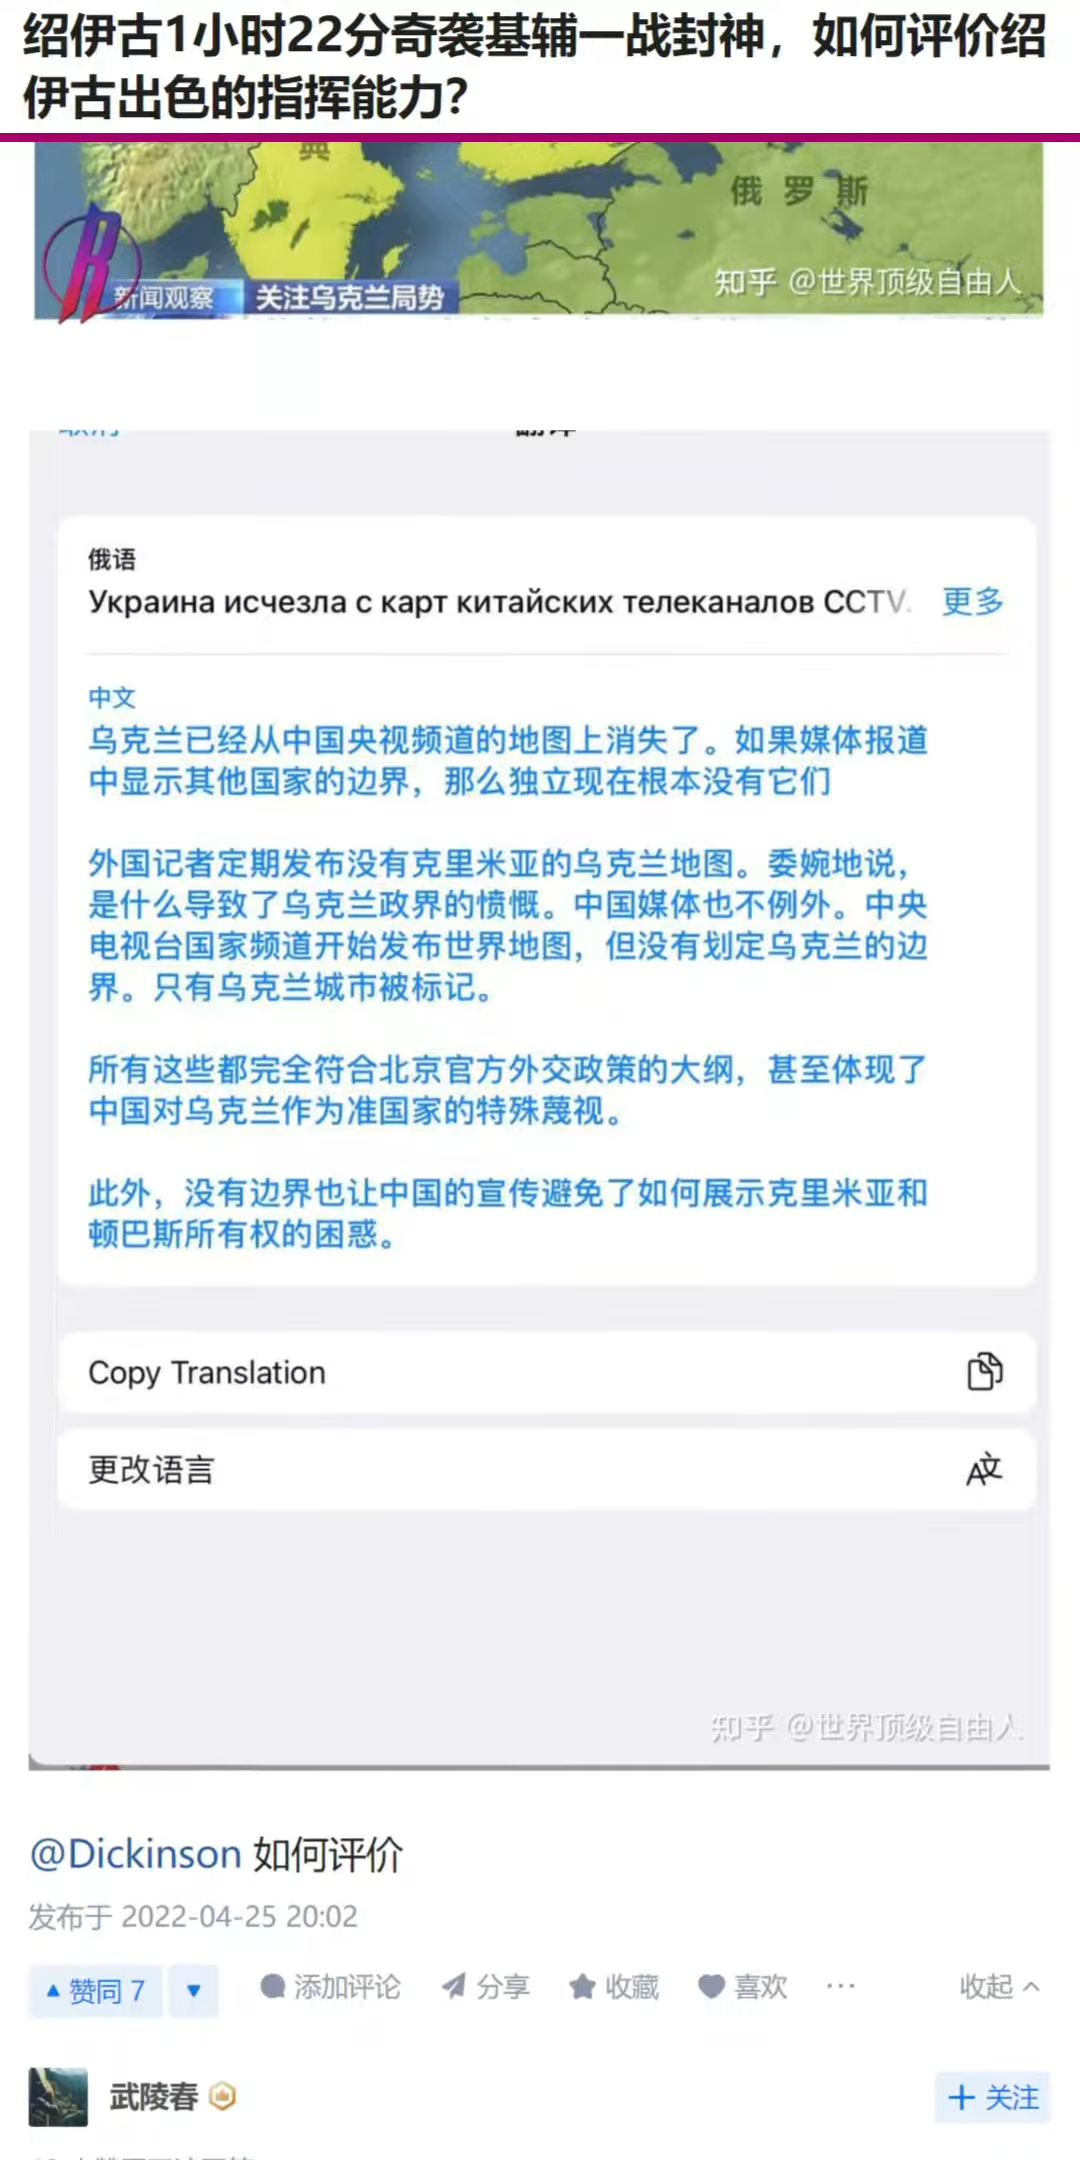 绍伊古1小时22分奇袭基辅一战封神，如何评价绍
伊古出色的指挥能力？
典
俄罗斯
知乎 @世界顶级自由人
新闻观察 关注乌克兰局势
翻译
俄语
Украина исчезла с карт китайских телеканалов CCTV. 更多
中文
乌克兰已经从中国央视频道的地图上消失了。如果媒体报道
中显示其他国家的边界，那么独立现在根本没有它们
外国记者定期发布没有克里米亚的乌克兰地图。委婉地说，
是什么导致了乌克兰政界的愤慨。中国媒体也不例外。中央
电视台国家频道开始发布世界地图，但没有划定乌克兰的边
界。只有乌克兰城市被标记。
所有这些都完全符合北京官方外交政策的大纲，甚至体现了
中国对乌克兰作为准国家的特殊蔑视。
此外，没有边界也让中国的宣传避免了如何展示克里米亚和
顿巴斯所有权的困惑。
Copy Translation
更改语言
知乎 @世界顶级自由人
@Dickinson 如何评价
发布于 2022-04-25 20:02
赞同 7 添加评论 分享 收藏 喜欢 ··· 收起
武陵春 + 关注